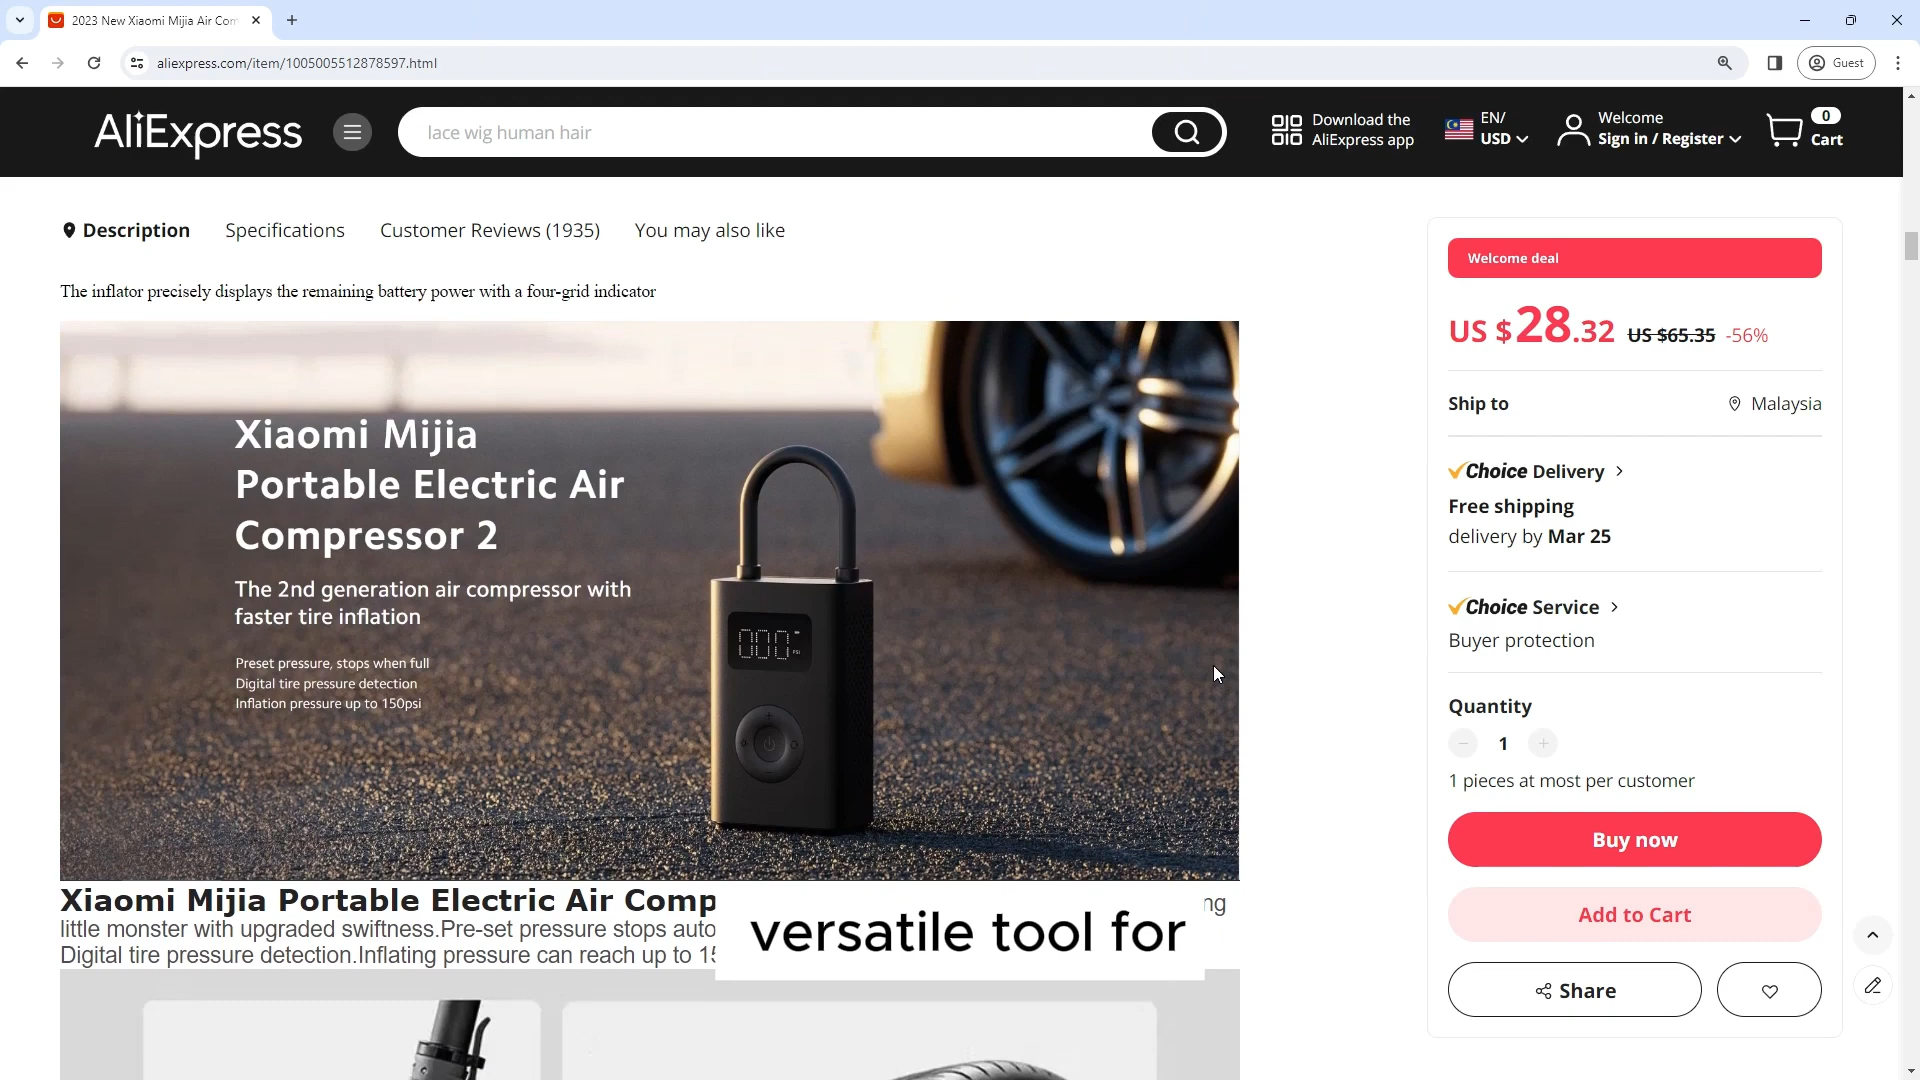 2023 New Xiaomi Mijia Air Com
aliexpress.com/item/1005005512878597.html
Guest
AliExpress
lace wig human hair
Download the
AliExpress app
EN/
USD
Welcome
Sign in / Register
0
Cart
Description
Specifications
Customer Reviews (1935)
You may also like
The inflator precisely displays the remaining battery power with a four-grid indicator
Xiaomi Mijia
Portable Electric Air
Compressor 2
The 2nd generation air compressor with
faster tire inflation
Preset pressure, stops when full
Digital tire pressure detection
Inflation pressure up to 150psi
000
PSI
Xiaomi Mijia Portable Electric Air Comp
ng
little monster with upgraded swiftness.Pre-set pressure stops auto
Digital tire pressure detection.Inflating pressure can reach up to 15
versatile tool for
Welcome deal
US $28.32 US $65.35 -56%
Ship to
Malaysia
Choice Delivery
Free shipping
delivery by Mar 25
Choice Service
Buyer protection
Quantity
1
1 pieces at most per customer
Buy now
Add to Cart
Share